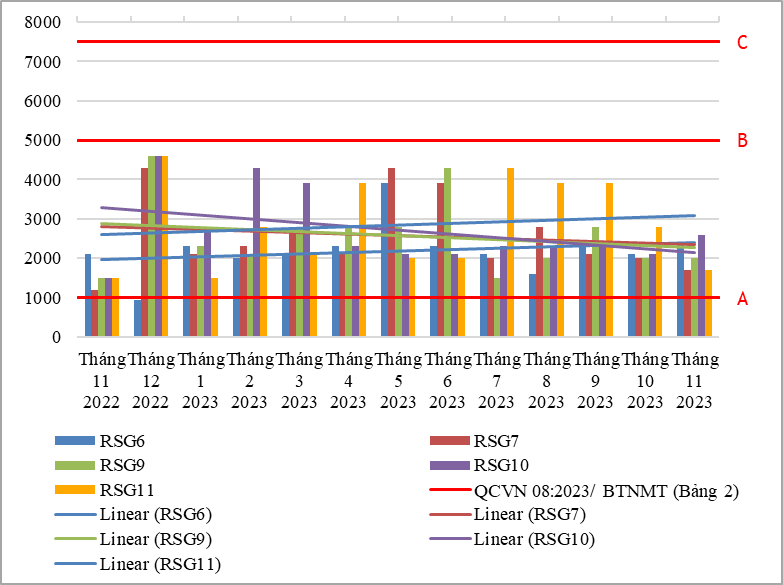 8000
C
7000
6000
5000
B
4000
3000
2000
1000
A
0
Tháng 11 2022
Tháng 12 2022
Tháng 1 2023
Tháng 2 2023
Tháng 3 2023
Tháng 4 2023
Tháng 5 2023
Tháng 6 2023
Tháng 7 2023
Tháng 8 2023
Tháng 9 2023
Tháng 10 2023
Tháng 11 2023
RSG6
RSG7
RSG9
RSG10
RSG11
QCVN 08:2023/ BTNMT (Bảng 2)
Linear (RSG6)
Linear (RSG7)
Linear (RSG9)
Linear (RSG10)
Linear (RSG11)